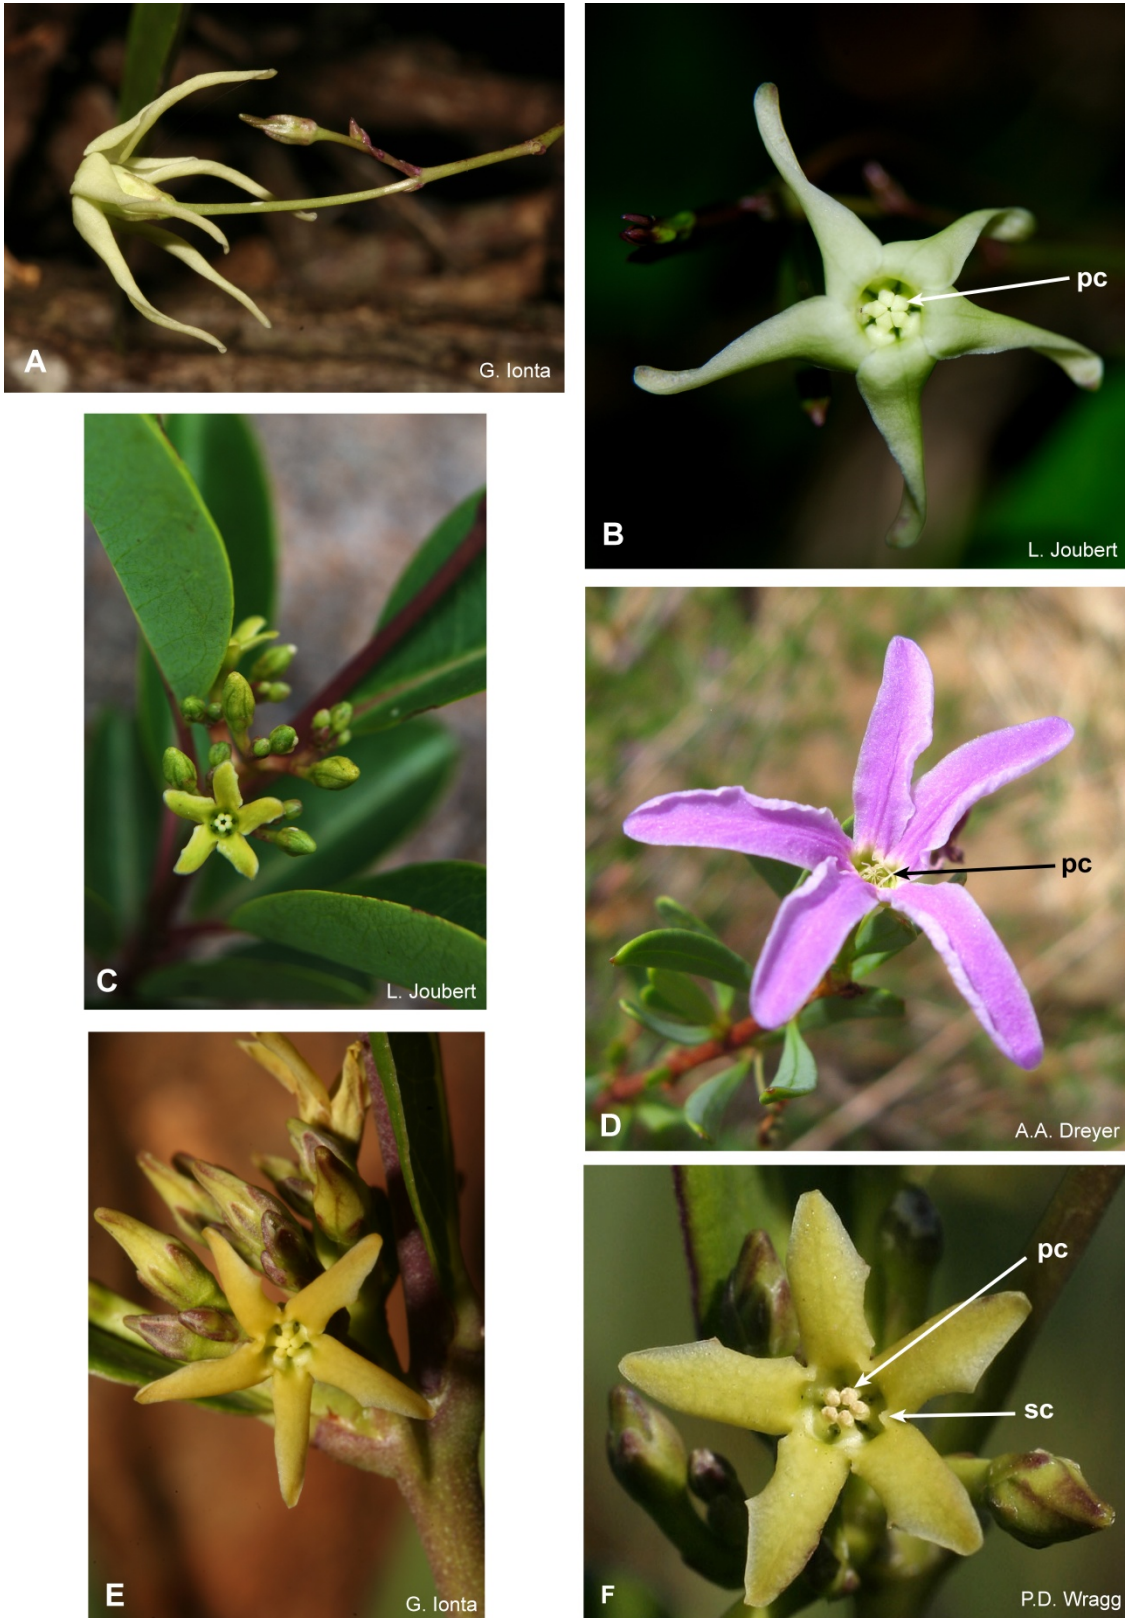 A
G. Ionta
pc
B
L. Joubert
C
L. Joubert
pc
D
A.A. Dreyer
E
G. Ionta
pc
sc
F
P.D. Wragg